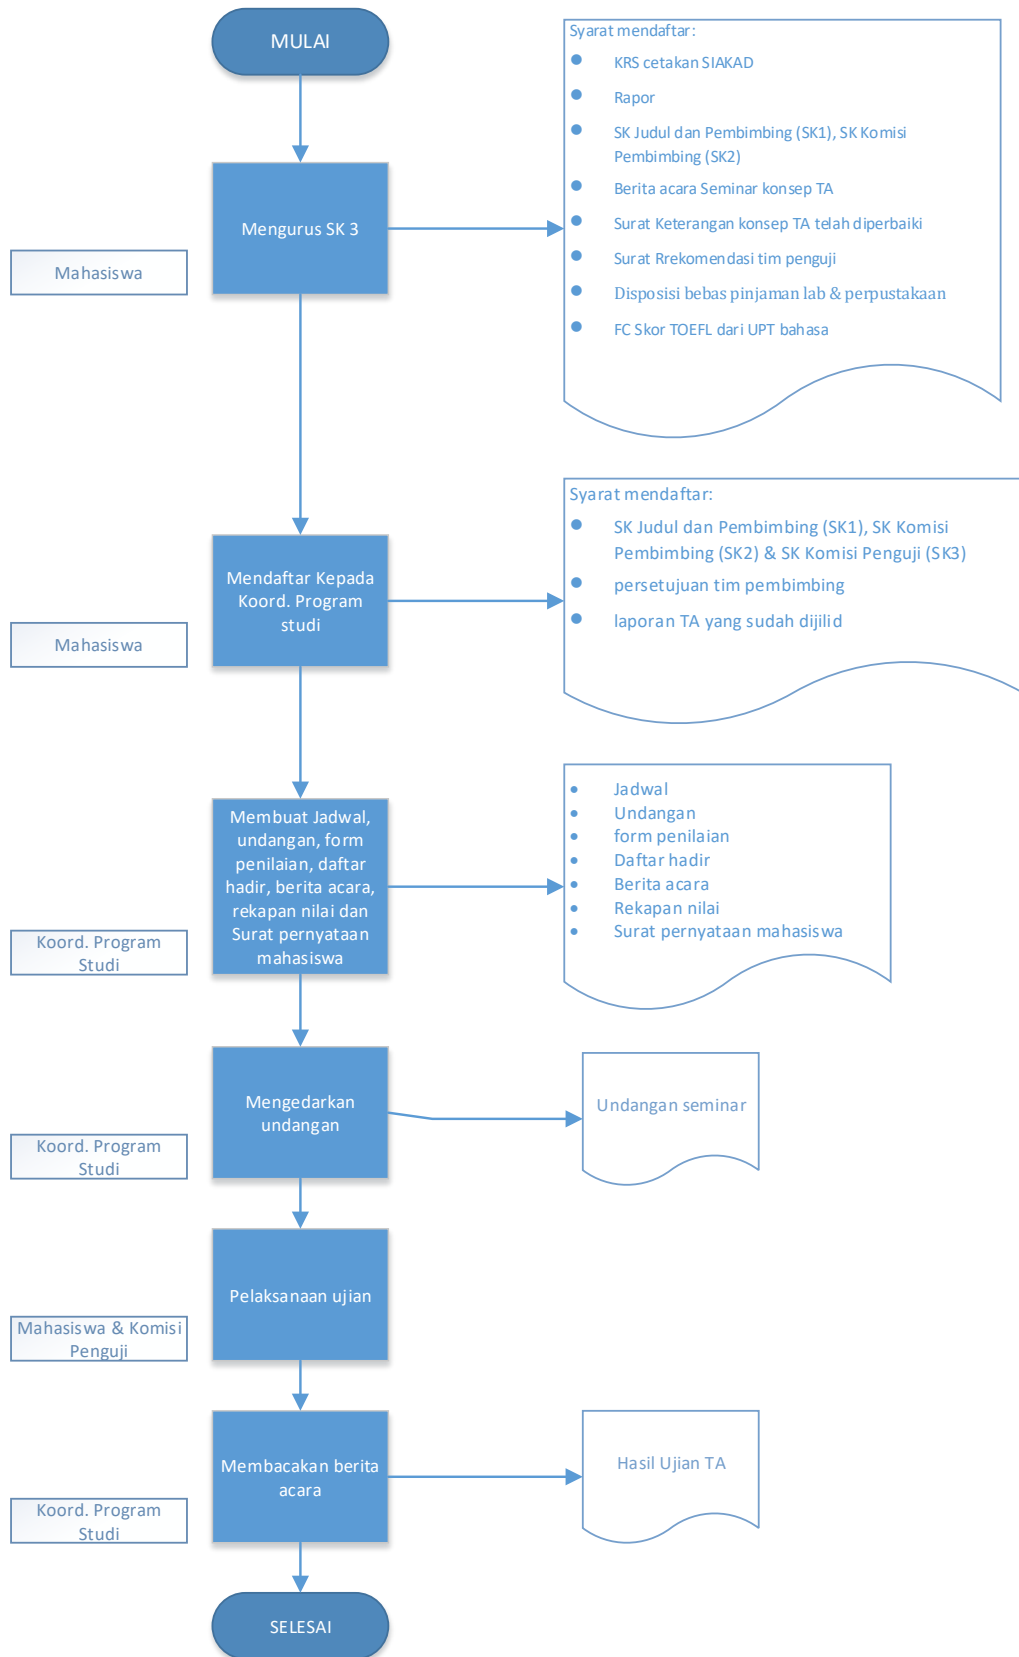 MULAI
Syarat mendaftar:
KRS cetakan SIAKAD
Rapor
SK Judul dan Pembimbing (SK1), SK Komisi
Pembimbing (SK2)
Berita acara Seminar konsep TA
Surat Keterangan konsep TA telah diperbaiki
Surat Rrekomendasi tim penguji
Disposisi bebas pinjaman lab & perpustakaan
FC Skor TOEFL dari UPT bahasa
Mengurus SK 3
Mahasiswa
Syarat mendaftar:
SK Judul dan Pembimbing (SK1), SK Komisi
Pembimbing (SK2) & SK Komisi Penguji (SK3)
persetujuan tim pembimbing
laporan TA yang sudah dijilid
Mendaftar Kepada
Koord. Program
studi
Mahasiswa
Membuat Jadwal,
undangan, form
penilaian, daftar
hadir, berita acara,
rekapan nilai dan
Surat pernyataan
mahasiswa
Jadwal
Undangan
form penilaian
Daftar hadir
Berita acara
Rekapan nilai
Surat pernyataan mahasiswa
Koord. Program
Studi
Mengedarkan
undangan
Undangan seminar
Koord. Program
Studi
Pelaksanaan ujian
Mahasiswa & Komisi
Penguji
Membacakan berita
acara
Hasil Ujian TA
Koord. Program
Studi
SELESAI